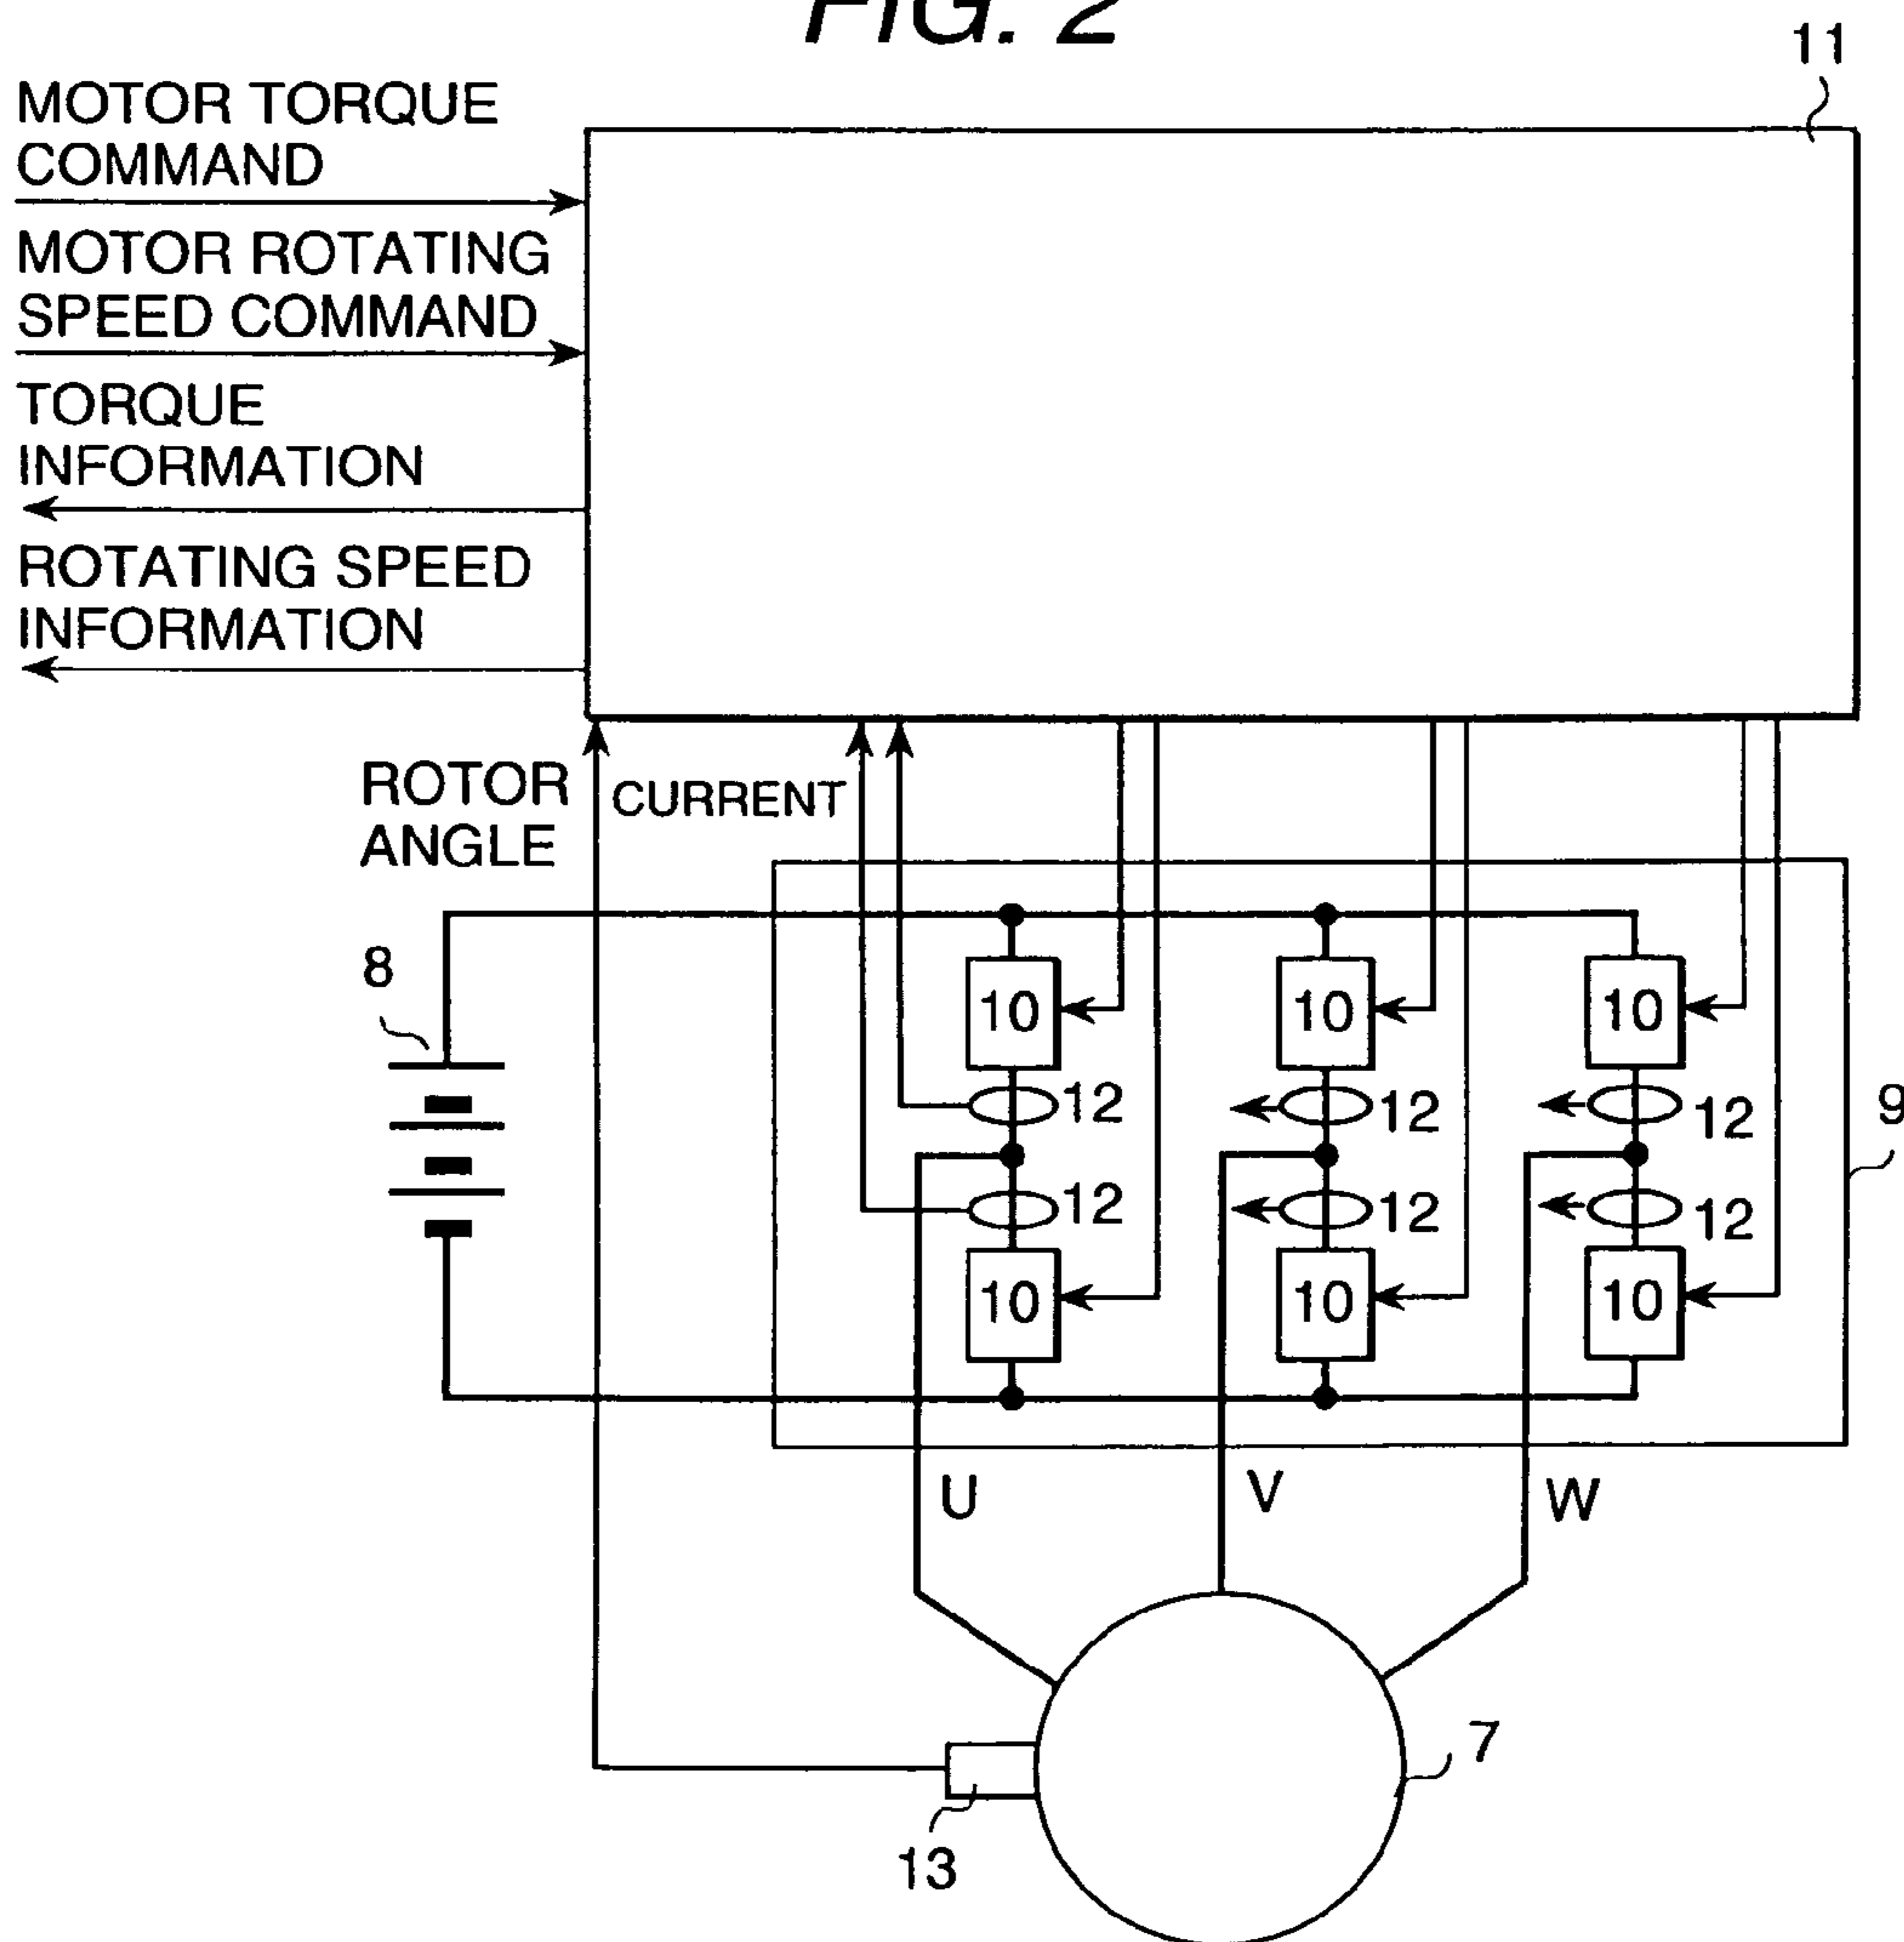 FIG. 2
11
MOTOR TORQUE
COMMAND
MOTOR ROTATING
SPEED COMMAND
TORQUE
INFORMATION
ROTATING SPEED
INFORMATION
ROTOR
ANGLE
CURRENT
8
10
10
10
12
12
12
9
12
12
12
10
10
10
U
V
W
7
13